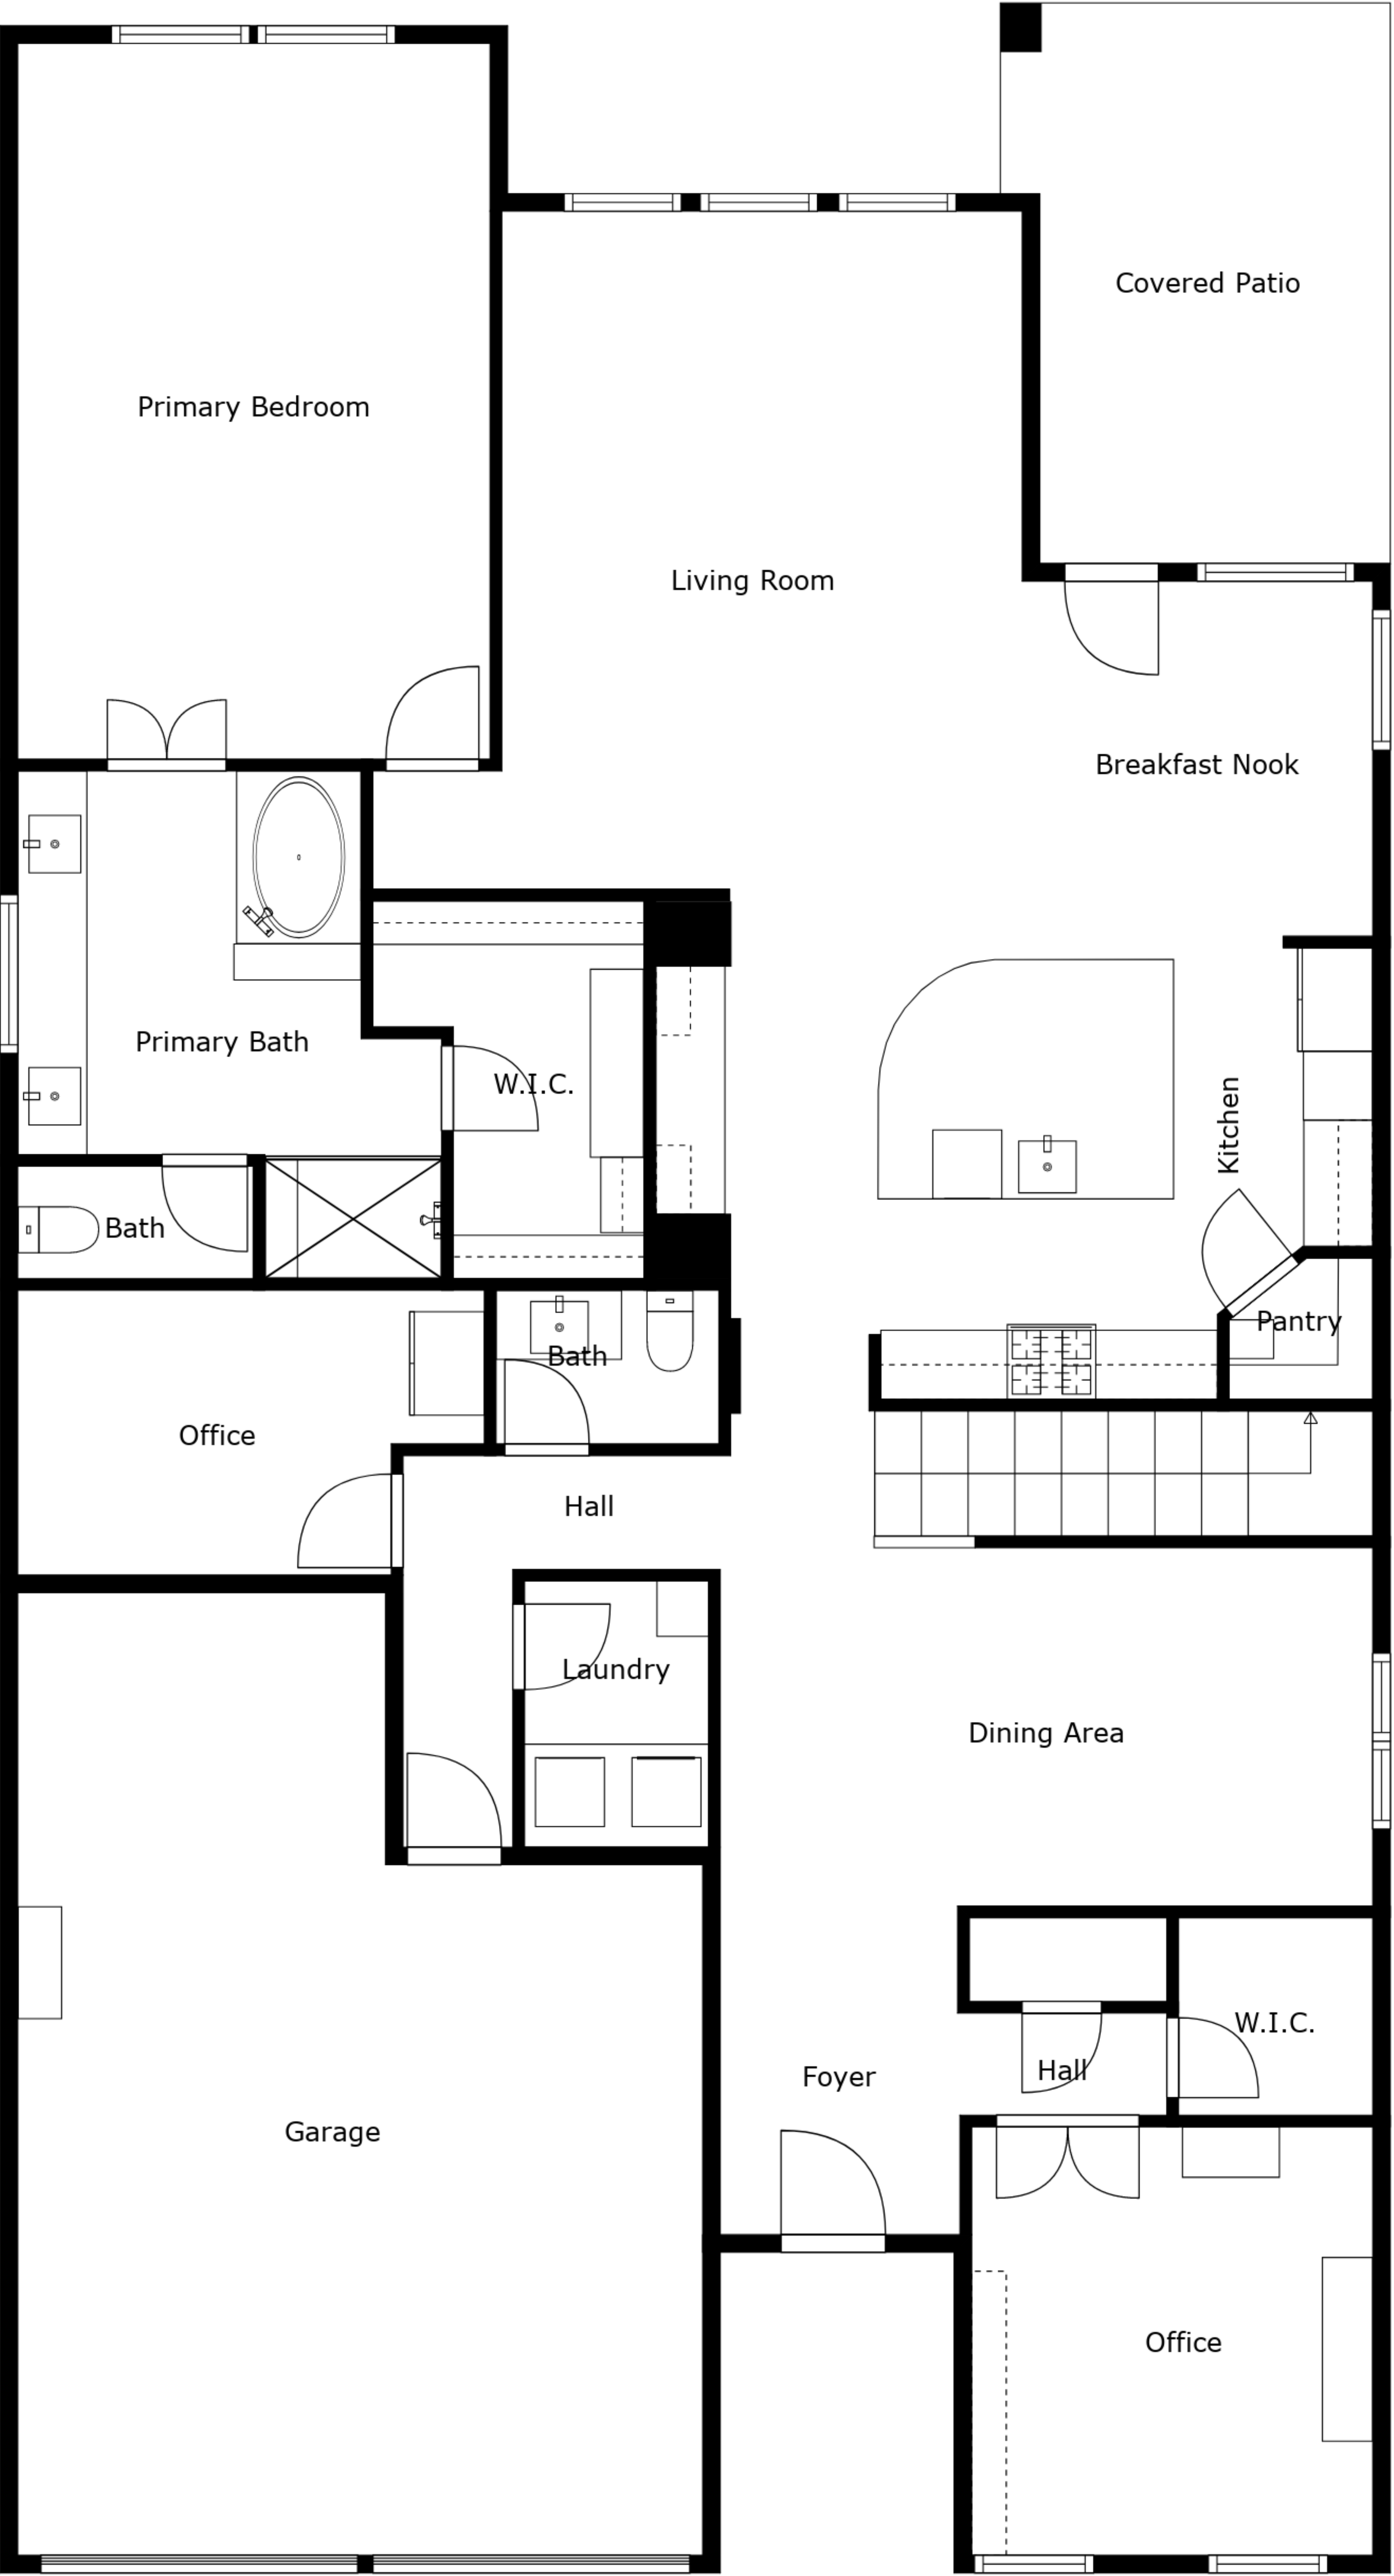 Covered Patio
Primary Bedroom
Living Room
Breakfast Nook
Primary Bath
W.I.C.
Kitchen
Bath
Pantry
Bath
Office
Hall
Laundry
Dining Area
W.I.C.
Hall
Foyer
Garage
Office